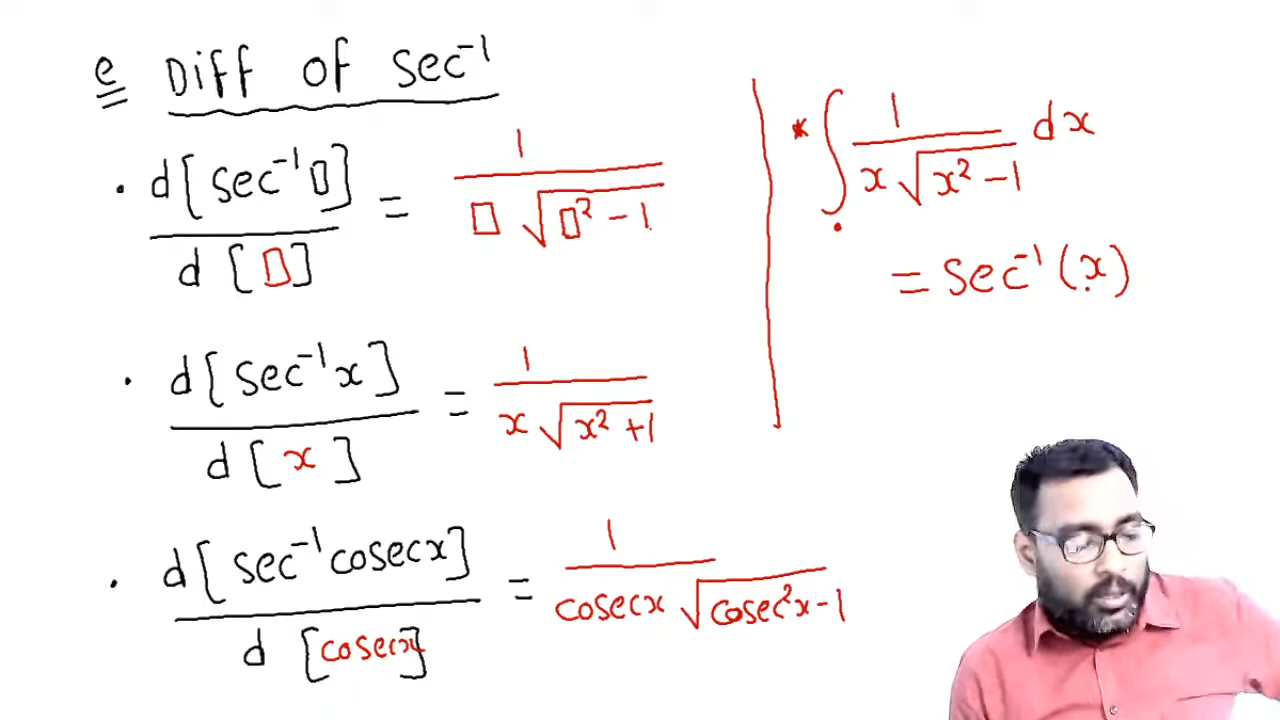 e Diff of sec⁻¹
• d[sec⁻¹▯] / d[▯] = 1 / ▯√(▯² − 1)
• d[sec⁻¹x] / d[x] = 1 / x√(x² + 1)
• d[sec⁻¹cosecx] / d[cosecx] = 1 / cosecx√(cosec²x − 1)
* ∫ 1 / x√(x² − 1) dx
= sec⁻¹(x)